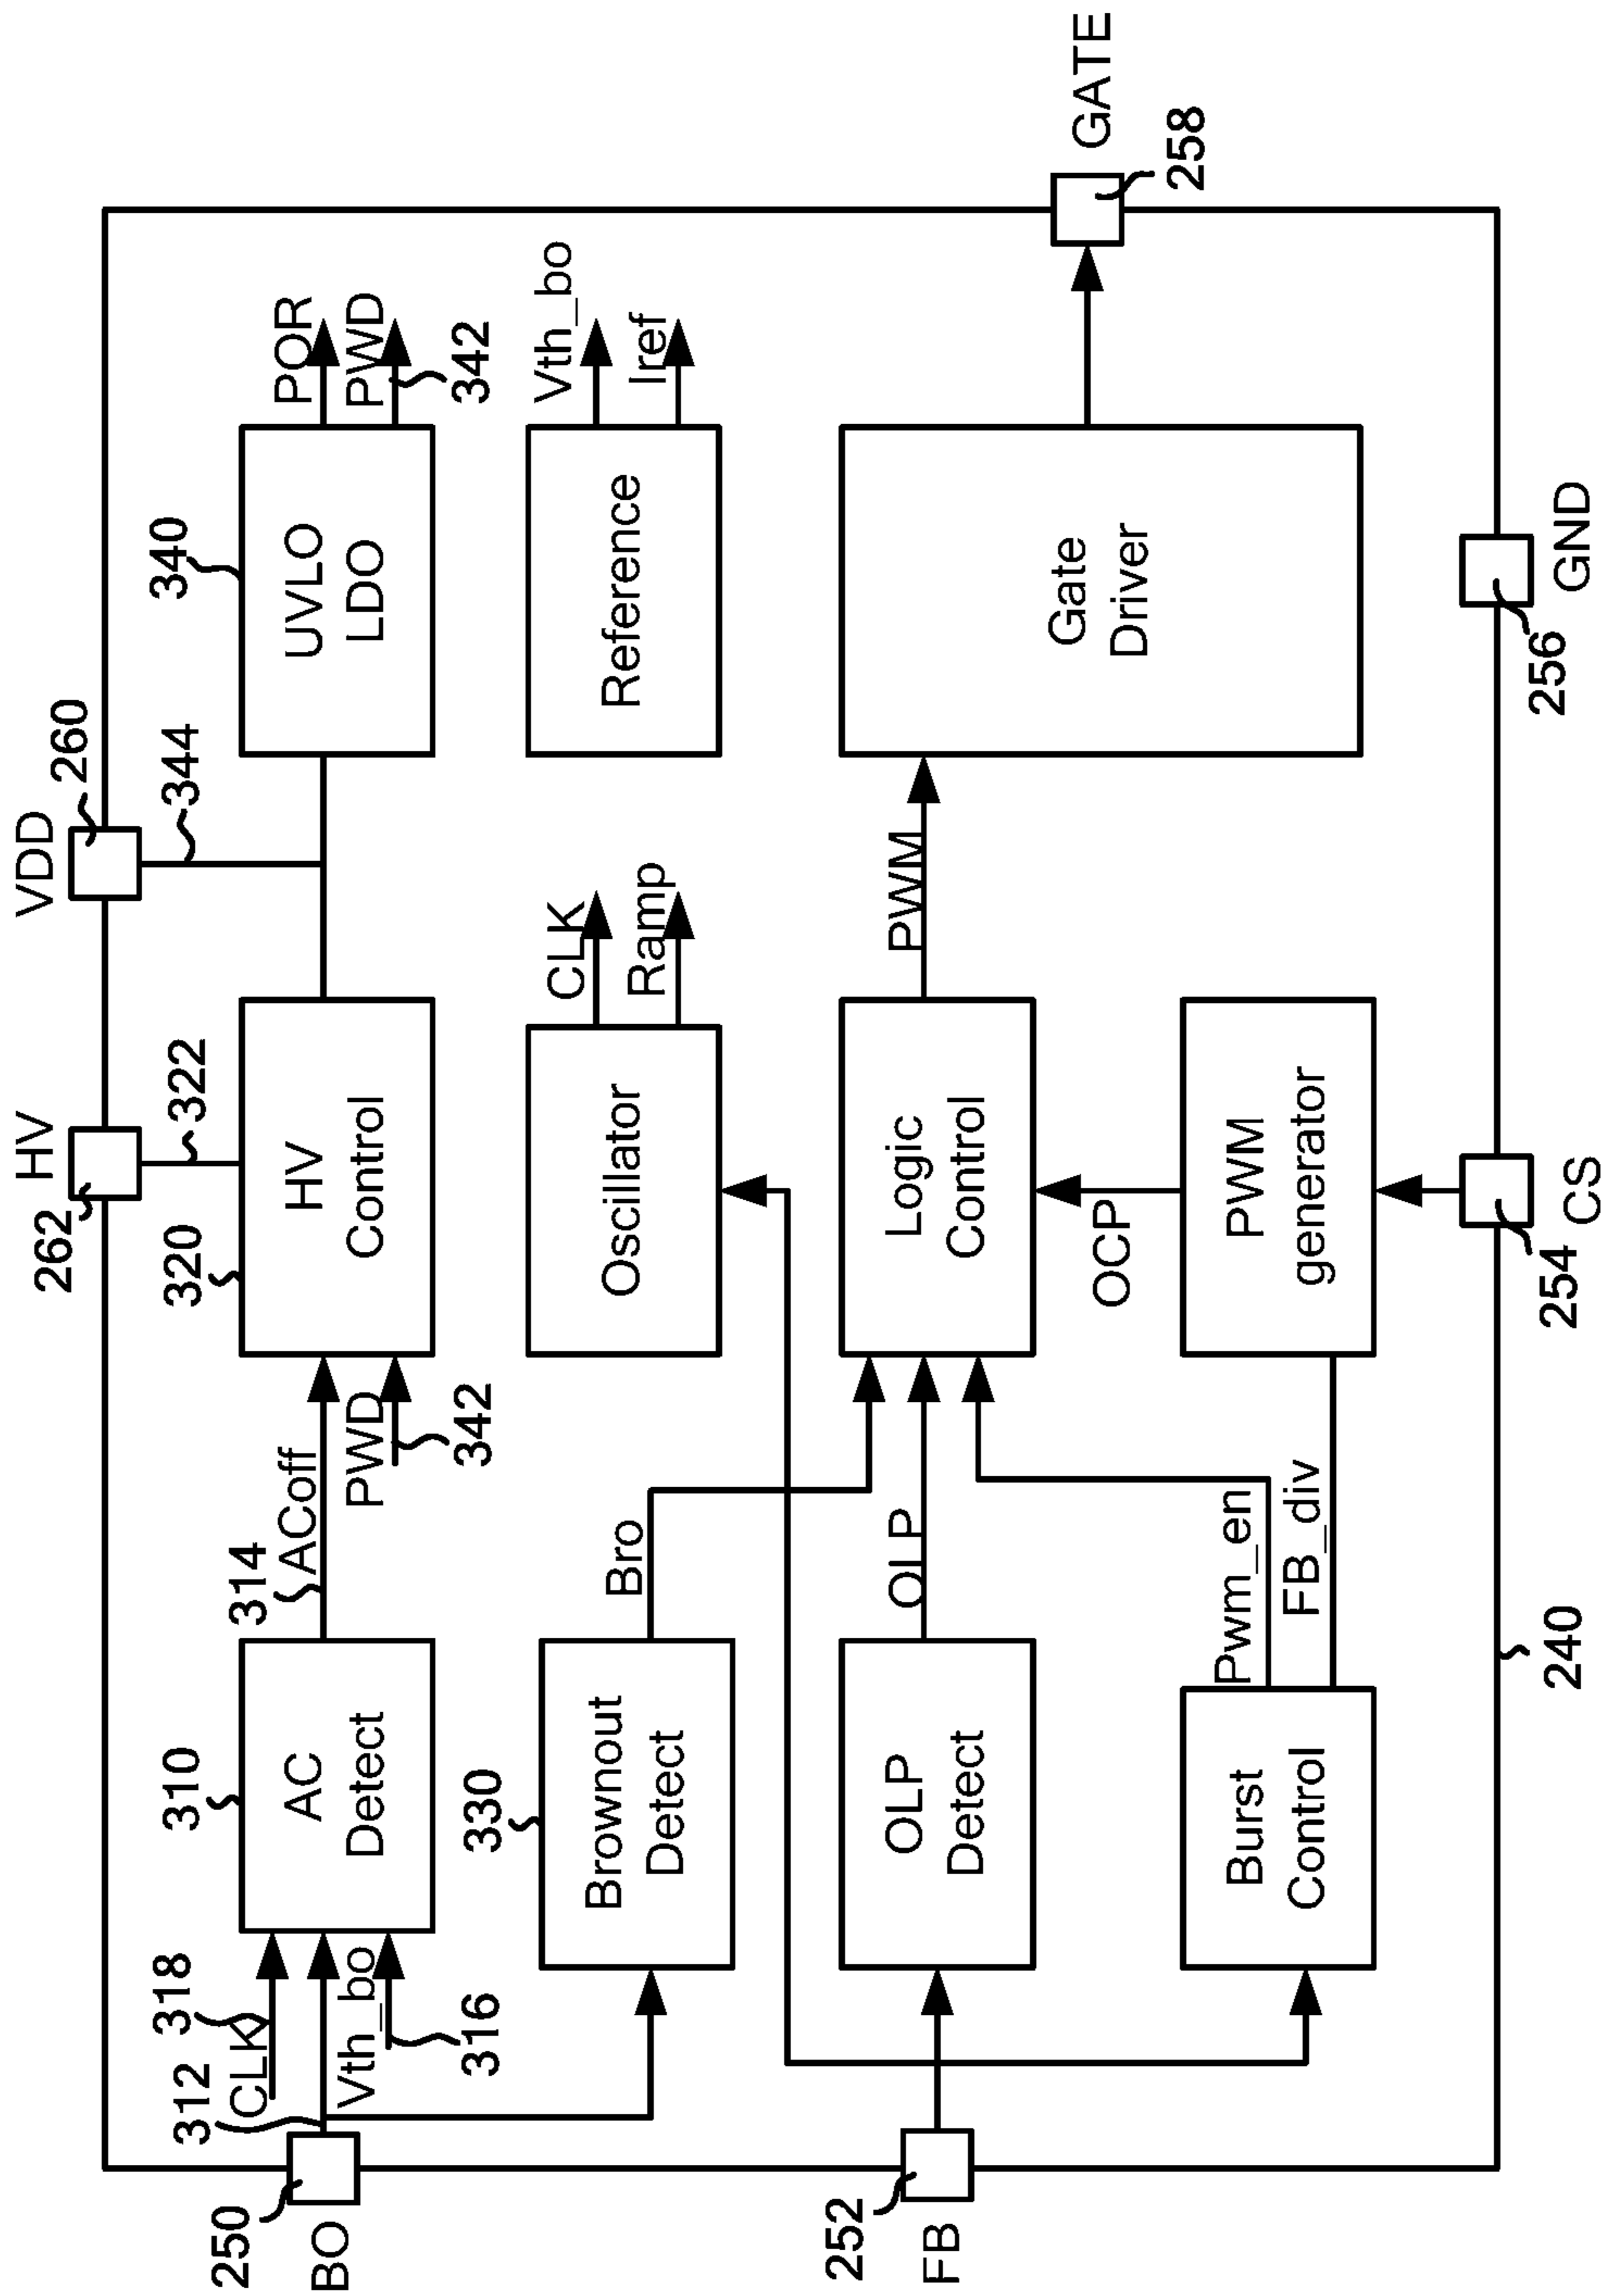 HV
VDD
262
322
260
344
320
340
318
310
314
ACoff
CLK
312
AC
Detect
HV
Control
UVLO
LDO
POR
PWD
342
250
BO
Vth_bo
316
PWD
342
330
Brownout
Detect
Bro
Oscillator
CLK
Ramp
Reference
Vth_bo
Iref
252
FB
OLP
Detect
OLP
Logic
Control
PWM
Gate
Driver
GATE
258
OCP
Burst
Control
Pwm_en
FB_div
PWM
generator
240
254
CS
256
GND